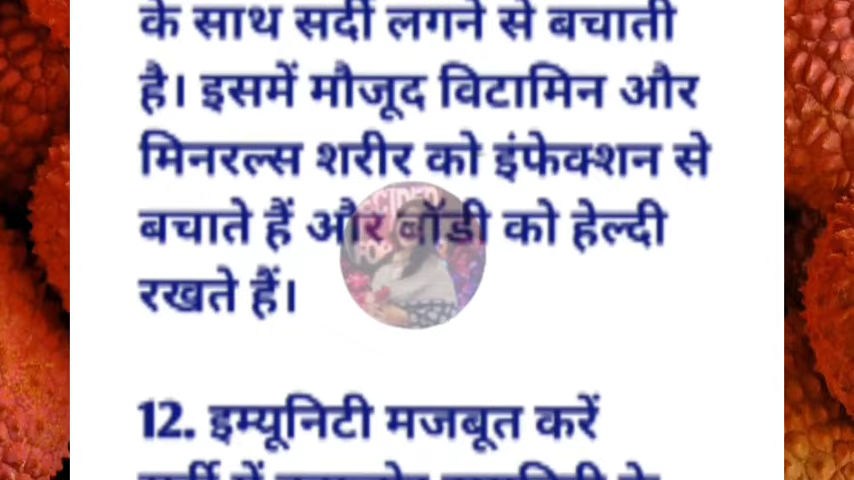 के साथ सर्दी लगने से बचाती
है। इसमें मौजूद विटामिन और
मिनरल्स शरीर को इंफेक्शन से
बचाते हैं और बॉडी को हेल्दी
रखते हैं।
12. इम्यूनिटी मजबूत करें